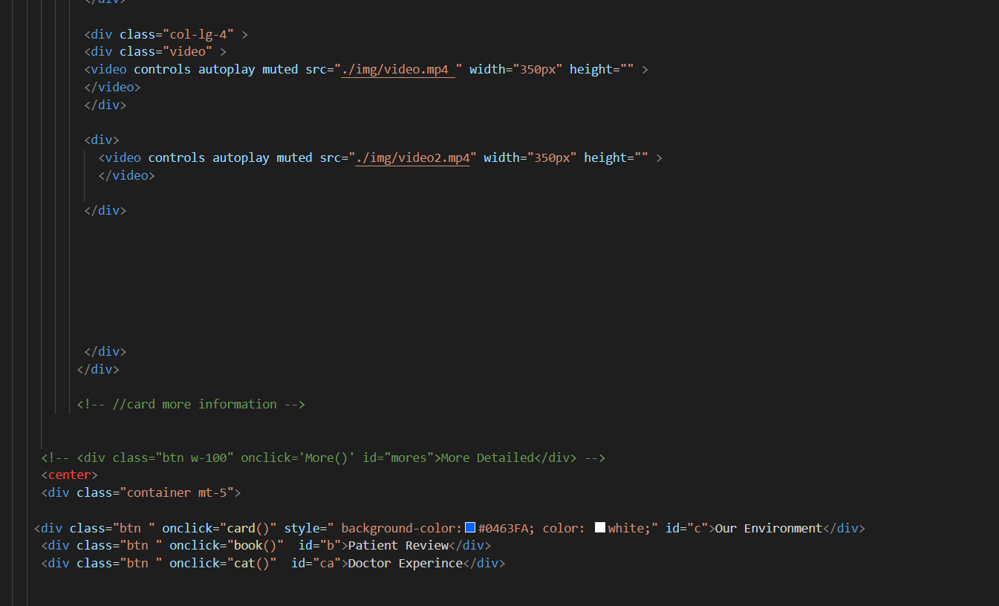 </div>
<div class="col-lg-4" >
<div class="video" >
<video controls autoplay muted src="./img/video.mp4 " width="350px" height="" >
</video>
</div>
<div>
<video controls autoplay muted src="./img/video2.mp4" width="350px" height="" >
</video>
</div>
</div>
</div>
<!-- //card more information -->
<!-- <div class="btn w-100" onclick='More()' id="mores">More Detailed</div> -->
<center>
<div class="container mt-5">
<div class="btn " onclick="card()" style=" background-color:#0463FA; color: white;" id="c">Our Environment</div>
<div class="btn " onclick="book()"  id="b">Patient Review</div>
<div class="btn " onclick="cat()"  id="ca">Doctor Experince</div>